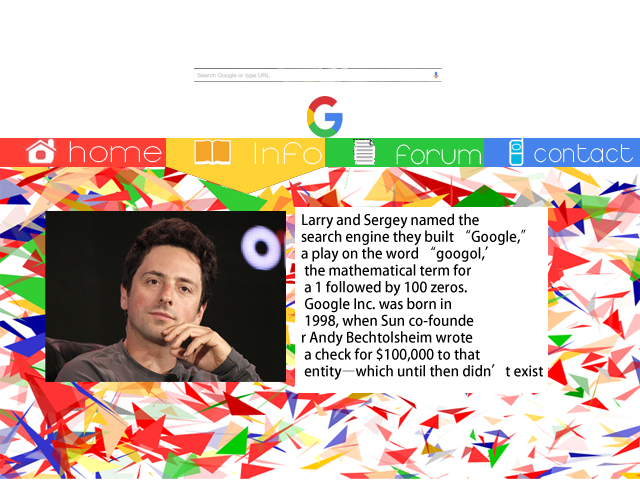 Search Google or type URL
G
home Info forum contact
Larry and Sergey named the
search engine they built “Google,”
a play on the word “googol,’
the mathematical term for
a 1 followed by 100 zeros.
Google Inc. was born in
1998, when Sun co-founde
r Andy Bechtolsheim wrote
a check for $100,000 to that
entity—which until then didn’t exist